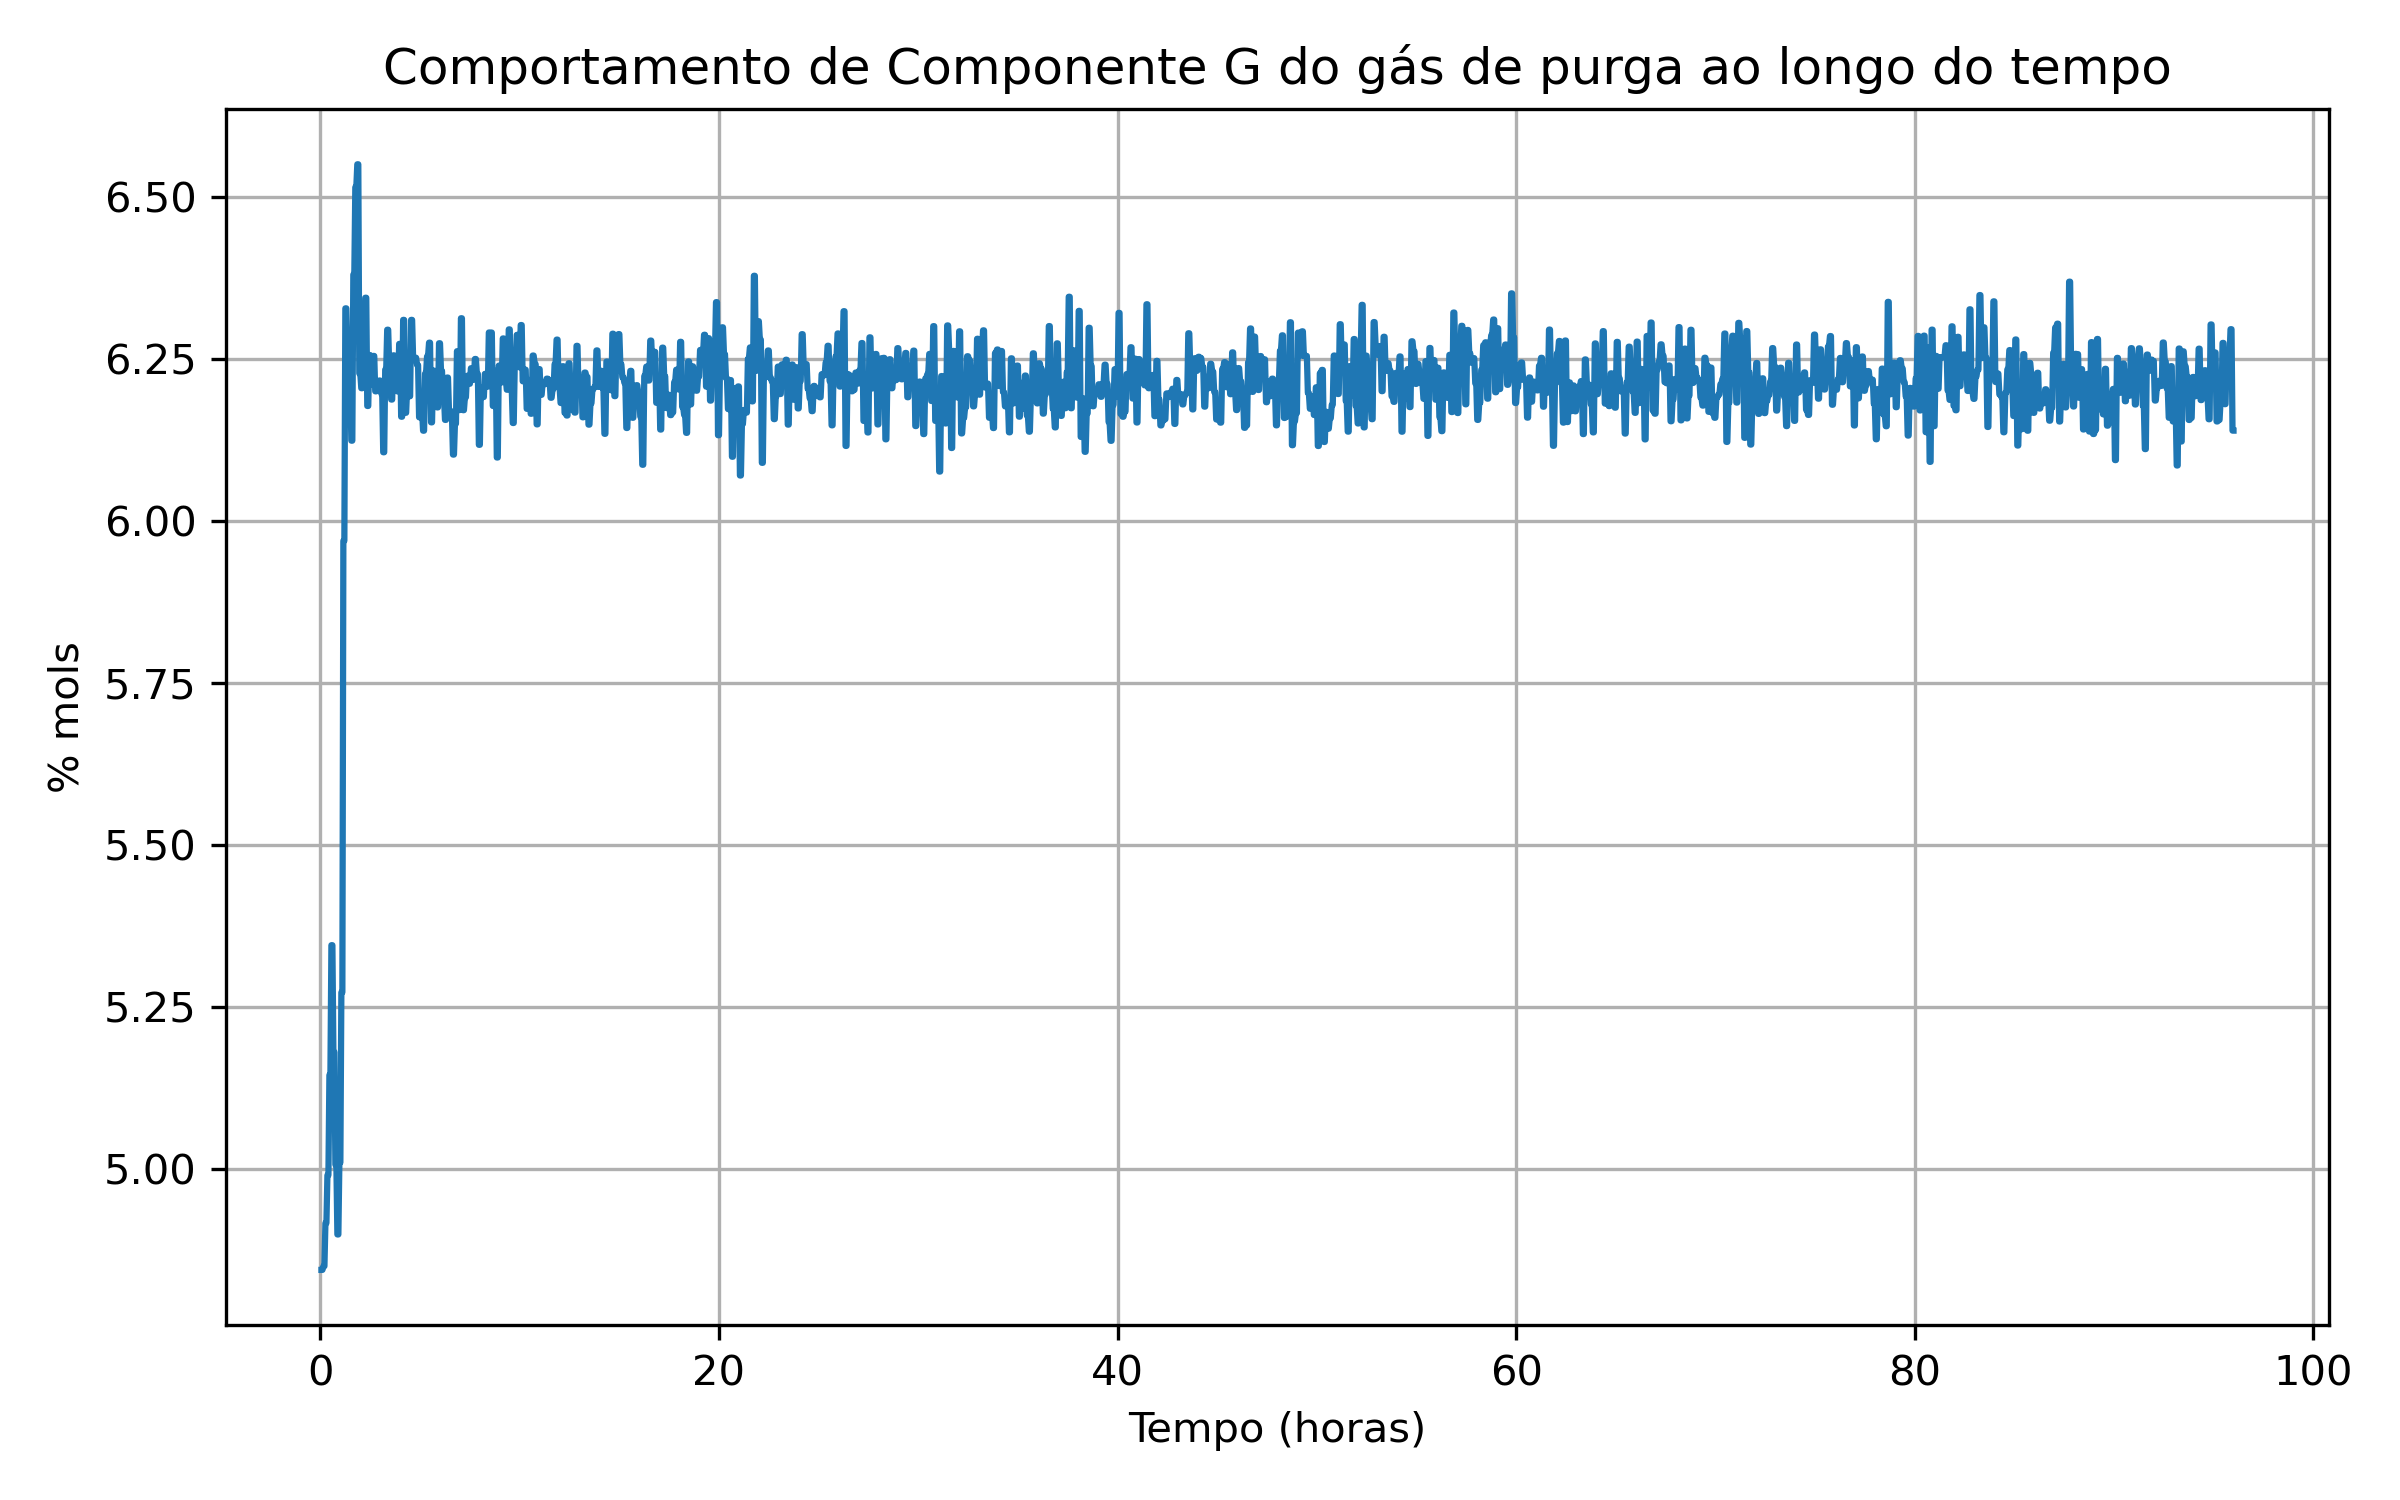 Comportamento de Componente G do gás de purga ao longo do tempo
% mols
6.50
6.25
6.00
5.75
5.50
5.25
5.00
0 20 40 60 80 100
Tempo (horas)